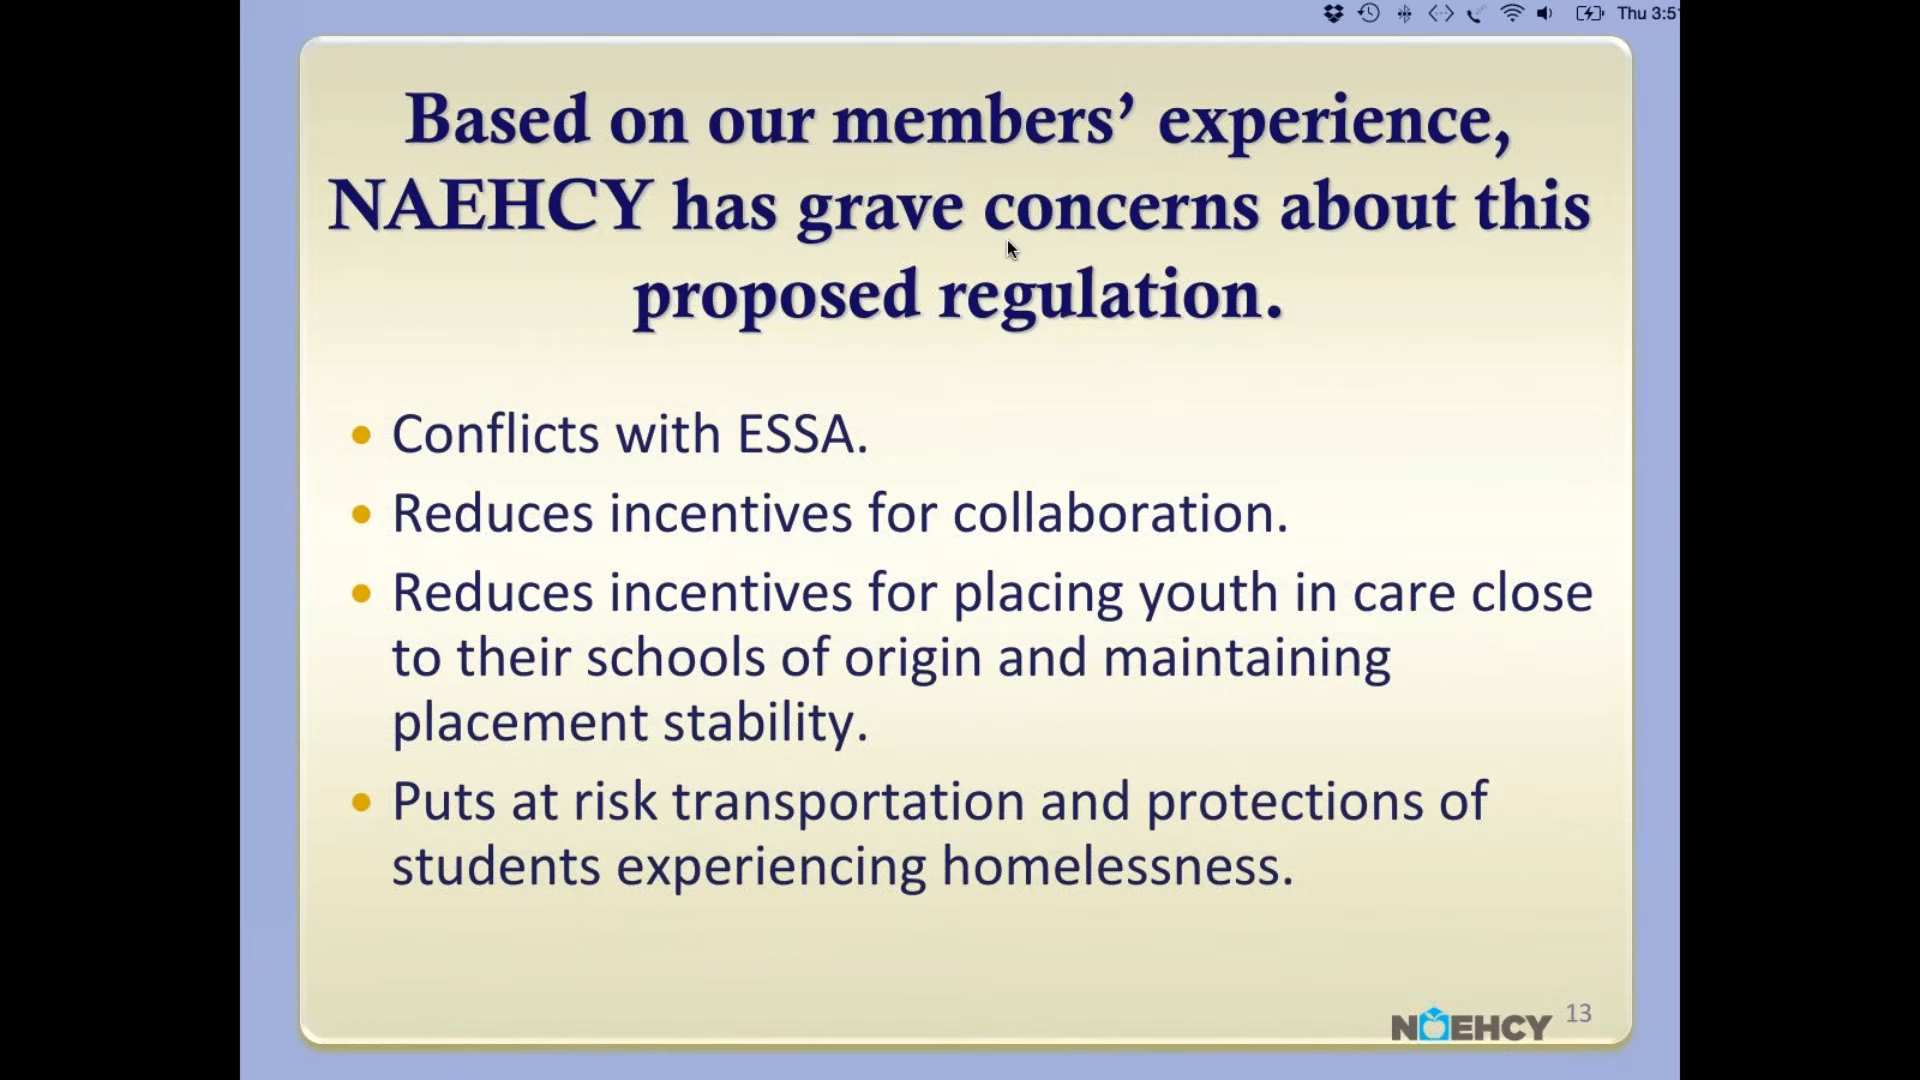 Thu 3:5
Based on our members’ experience,
NAEHCY has grave concerns about this
proposed regulation.
• Conflicts with ESSA.
• Reduces incentives for collaboration.
• Reduces incentives for placing youth in care close
to their schools of origin and maintaining
placement stability.
• Puts at risk transportation and protections of
students experiencing homelessness.
NAEHCY 13